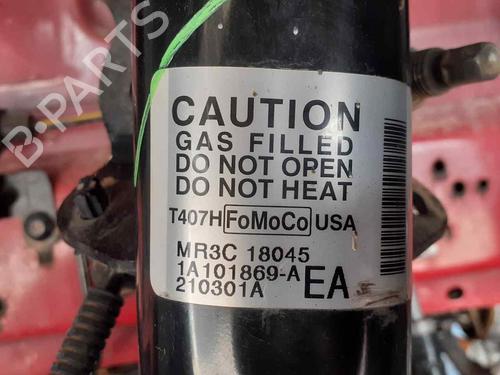 B-PARTS
CAUTION
GAS FILLED
DO NOT OPEN
DO NOT HEAT
T407H FoMoCo USA
MR3C 18045
1A101869-A
210301A EA